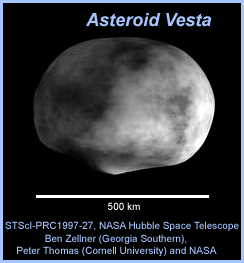 Asteroid Vesta
500 km
STScI-PRC1997-27, NASA Hubble Space Telescope
Ben Zellner (Georgia Southern),
Peter Thomas (Cornell University) and NASA